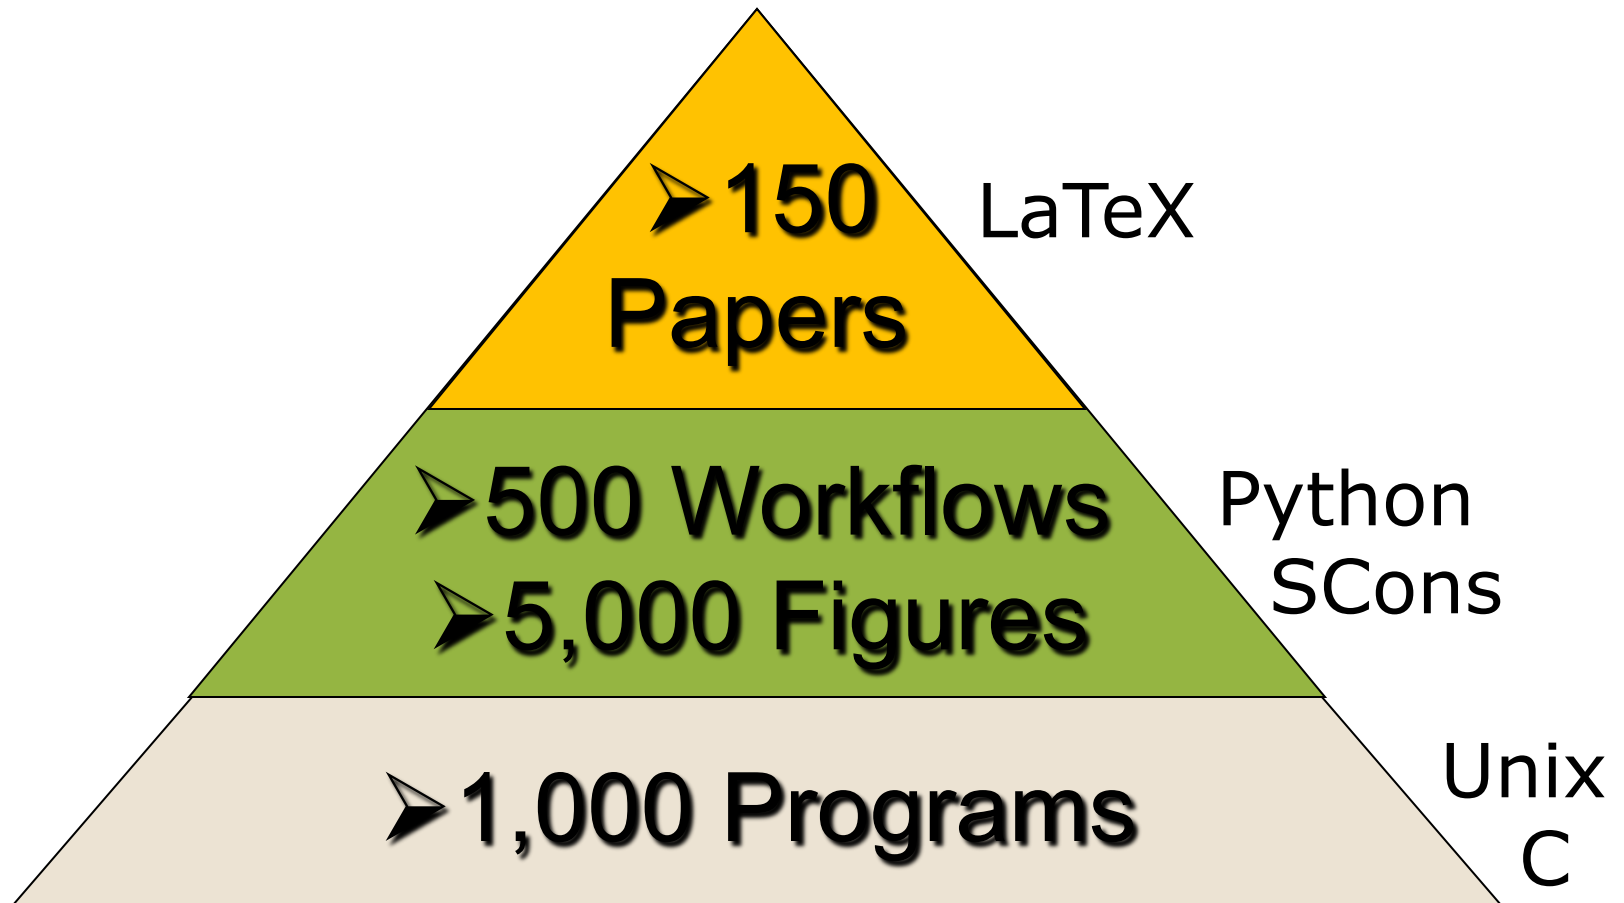 ➢150
Papers
LaTeX
➢500 Workflows
➢5,000 Figures
Python
SCons
➢1,000 Programs
Unix
C